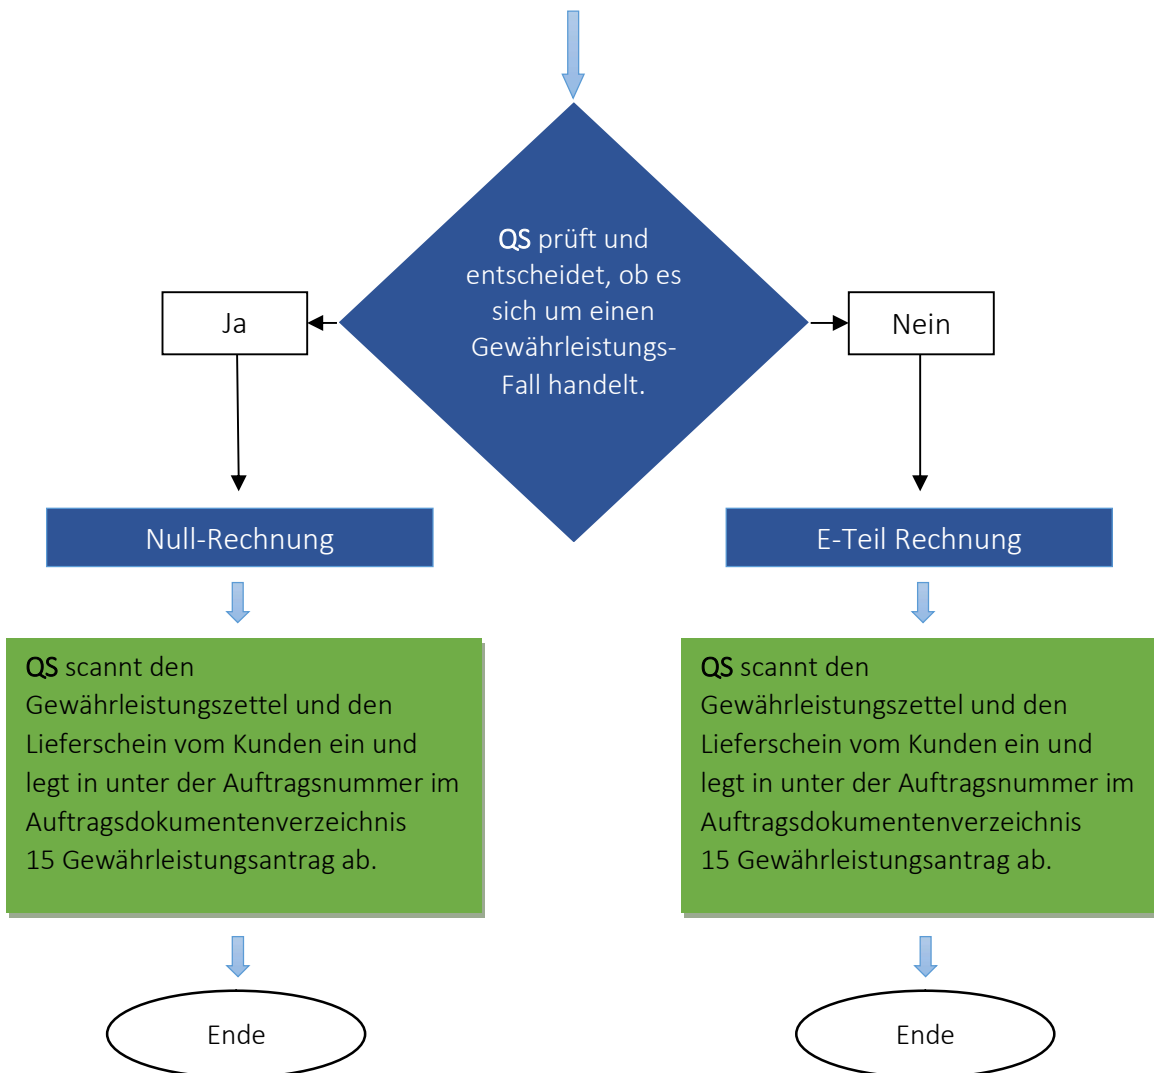 QS prüft und
entscheidet, ob es
sich um einen
Gewährleistungs-
Fall handelt.
Ja
Nein
Null-Rechnung
E-Teil Rechnung
QS scannt den
Gewährleistungszettel und den
Lieferschein vom Kunden ein und
legt in unter der Auftragsnummer im
Auftragsdokumentenverzeichnis
15 Gewährleistungsantrag ab.
QS scannt den
Gewährleistungszettel und den
Lieferschein vom Kunden ein und
legt in unter der Auftragsnummer im
Auftragsdokumentenverzeichnis
15 Gewährleistungsantrag ab.
Ende
Ende